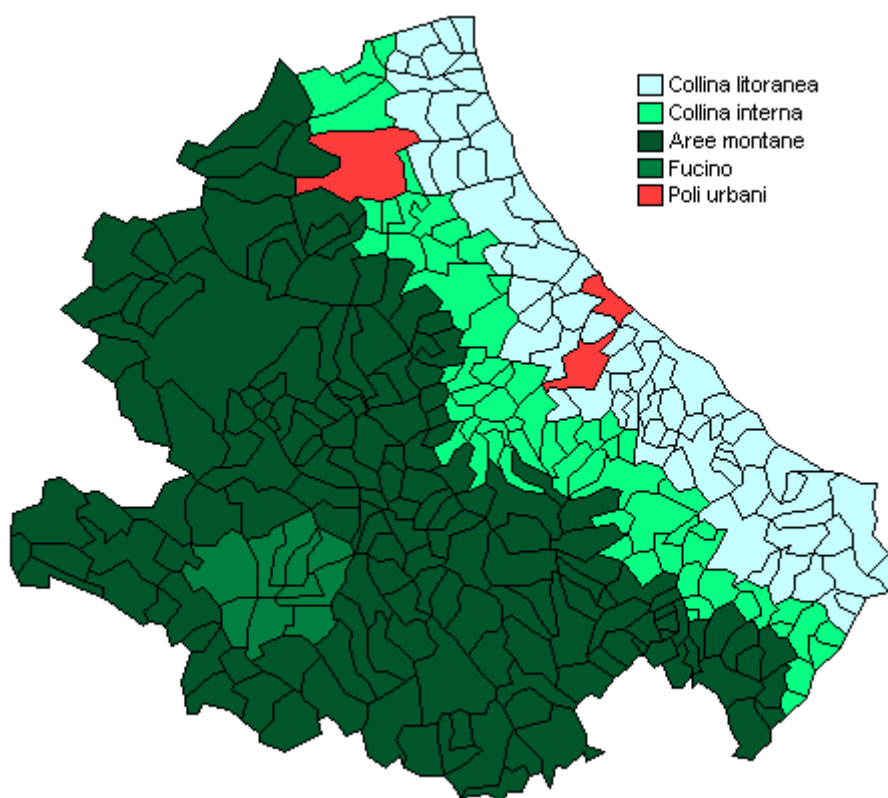 Collina litoranea
Collina interna
Aree montane
Fucino
Poli urbani